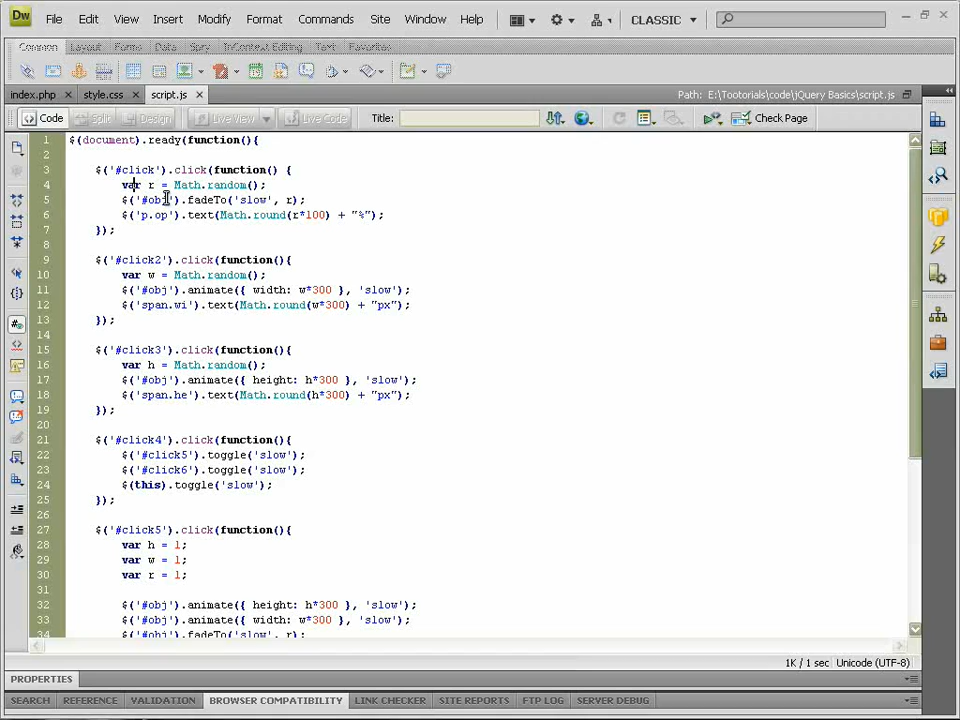 Dw File Edit View Insert Modify Format Commands Site Window Help CLASSIC
Common Layout Forms Data Spry InContext Editing Text Favorites
index.php style.css script.js Path: E:\Tootorials\code\jQuery Basics\script.js
Code Split Design Live View Live Code Title: Check Page
1 $(document).ready(function(){
2
3 $('#click').click(function() {
4 var r = Math.random();
5 $('#obj').fadeTo('slow', r);
6 $('p.op').text(Math.round(r*100) + "%");
7 });
8
9 $('#click2').click(function(){
10 var w = Math.random();
11 $('#obj').animate({ width: w*300 }, 'slow');
12 $('span.wi').text(Math.round(w*300) + "px");
13 });
14
15 $('#click3').click(function(){
16 var h = Math.random();
17 $('#obj').animate({ height: h*300 }, 'slow');
18 $('span.he').text(Math.round(h*300) + "px");
19 });
20
21 $('#click4').click(function(){
22 $('#click5').toggle('slow');
23 $('#click6').toggle('slow');
24 $(this).toggle('slow');
25 });
26
27 $('#click5').click(function(){
28 var h = 1;
29 var w = 1;
30 var r = 1;
31
32 $('#obj').animate({ height: h*300 }, 'slow');
33 $('#obj').animate({ width: w*300 }, 'slow');
34 $('#obj').fadeTo('slow', r);
1K / 1 sec Unicode (UTF-8)
PROPERTIES
SEARCH REFERENCE VALIDATION BROWSER COMPATIBILITY LINK CHECKER SITE REPORTS FTP LOG SERVER DEBUG